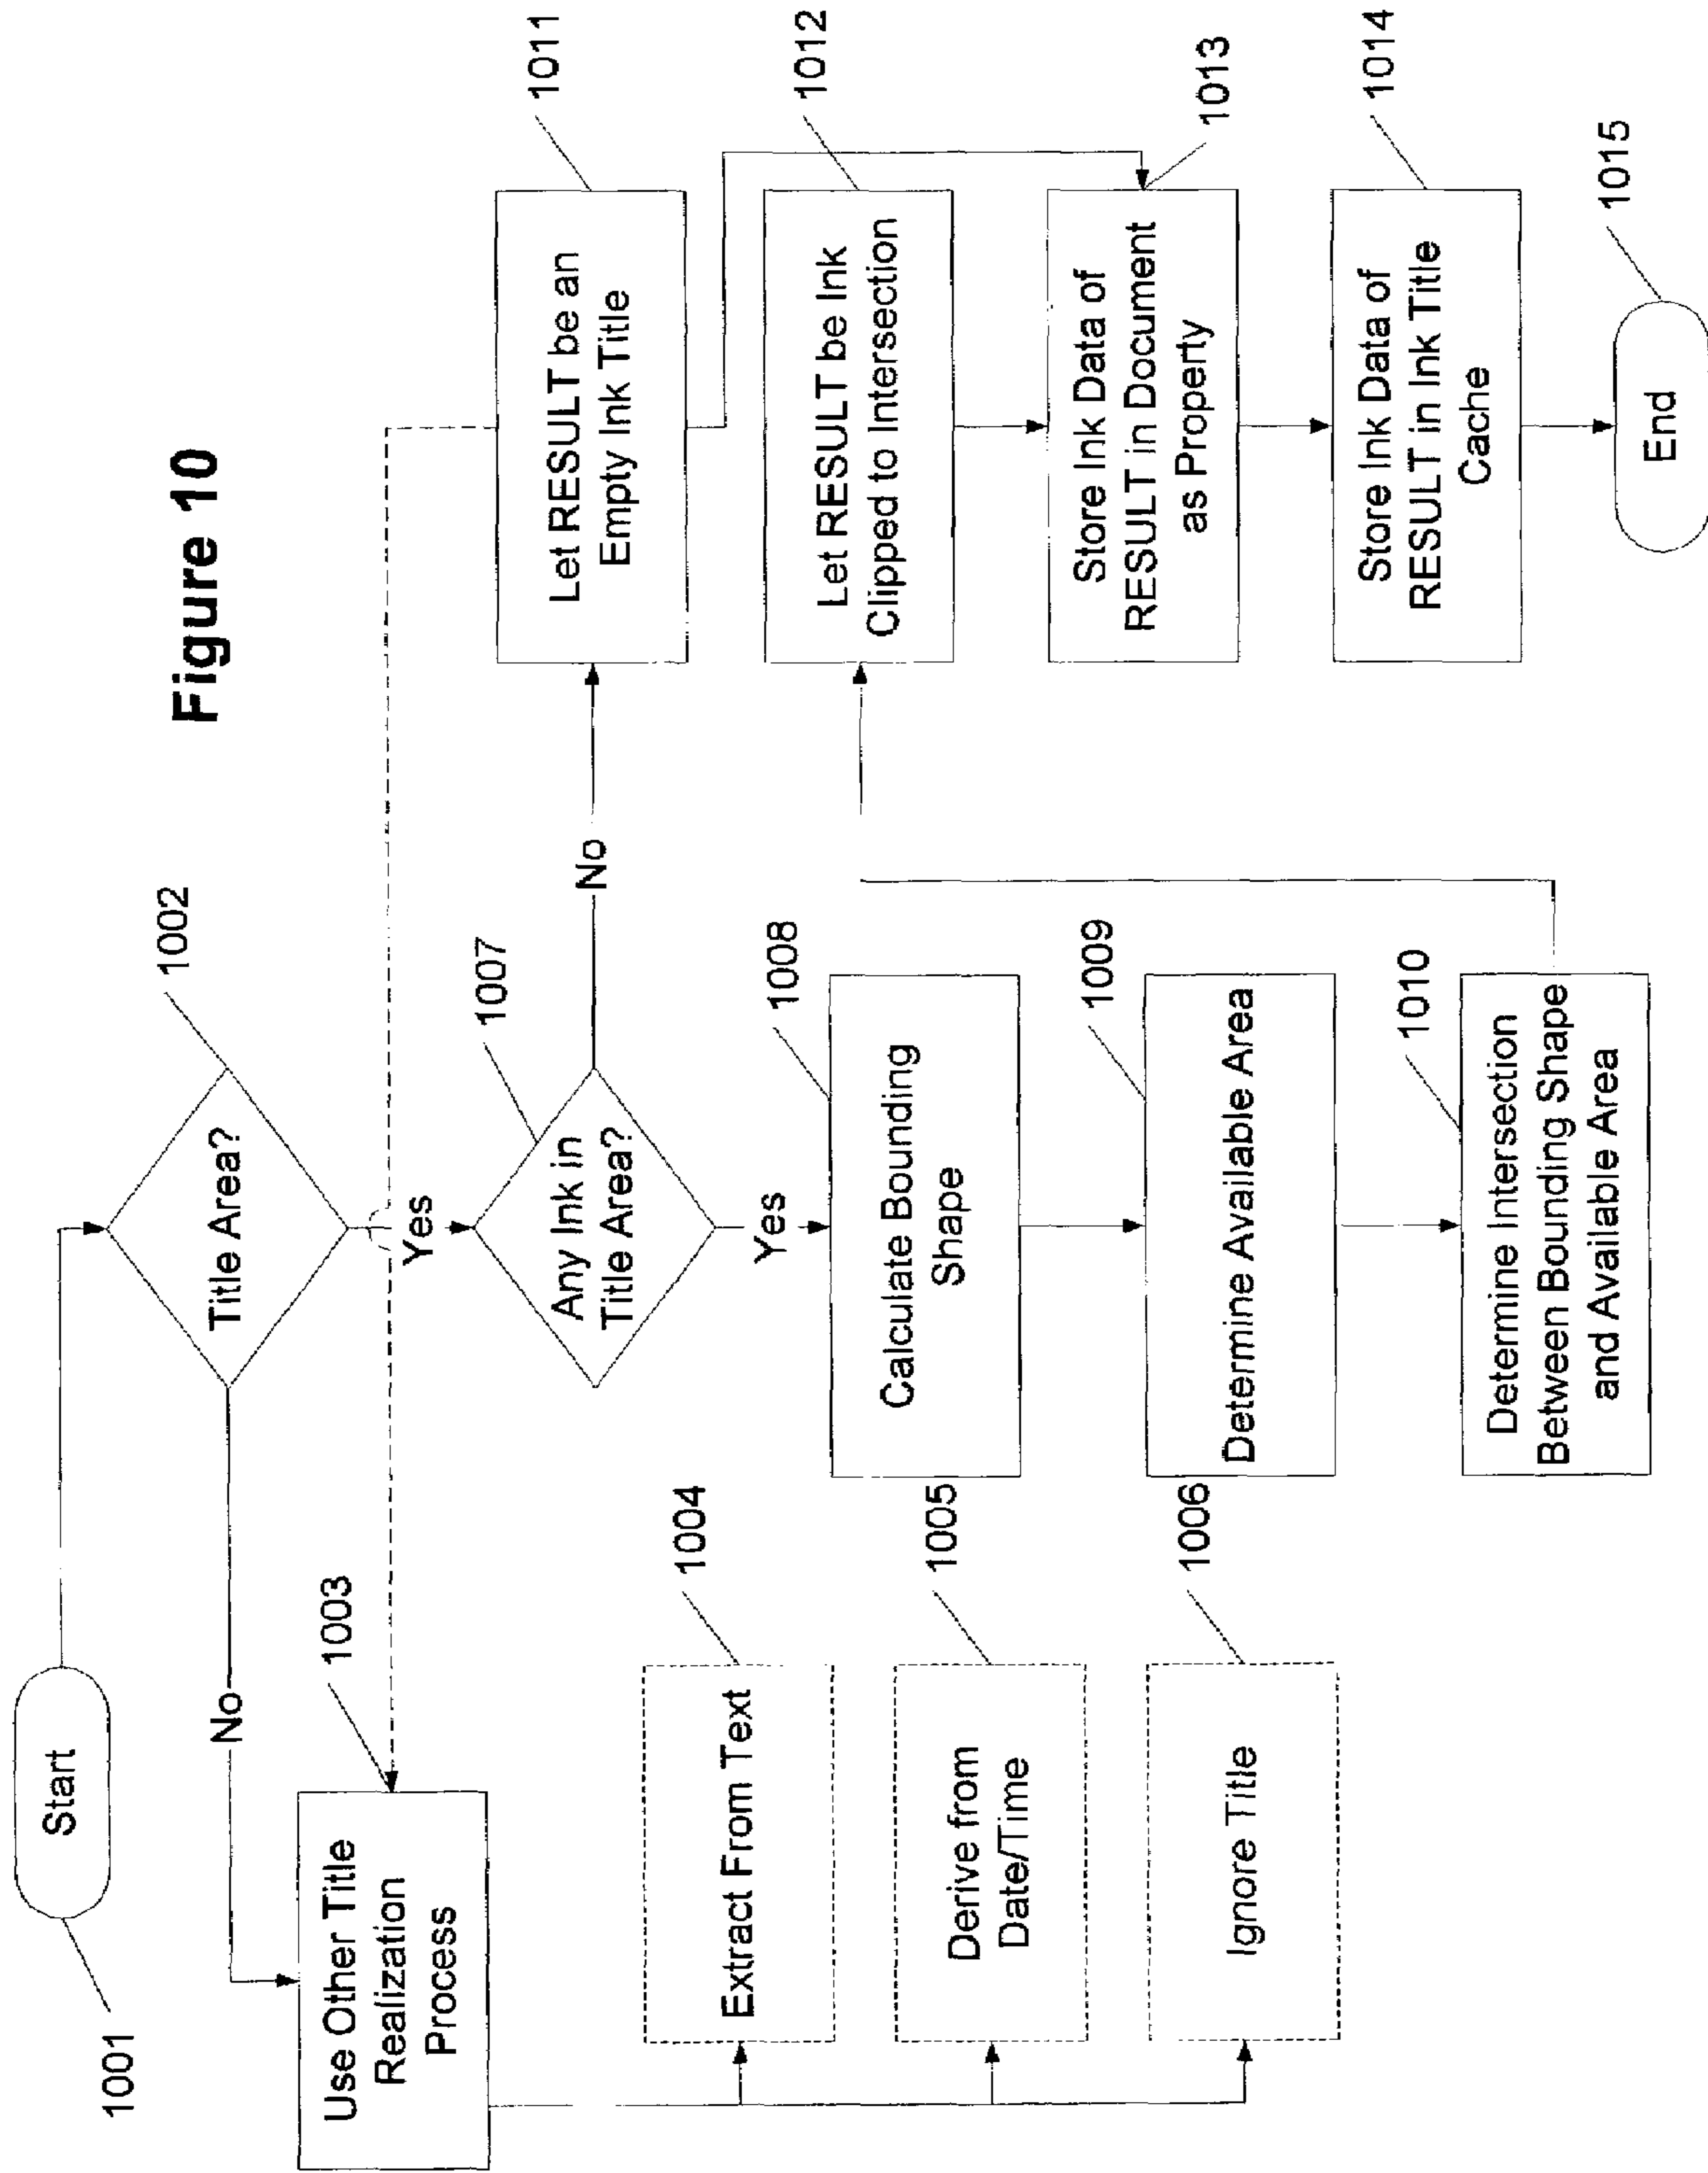 Figure 10
Start
1001
Title Area?
1002
No
Yes
Use Other Title
Realization
Process
1003
Extract From Text
1004
Derive from
Date/Time
1005
Ignore Title
1006
Any Ink in
Title Area?
1007
No
Yes
Calculate Bounding
Shape
1008
Determine Available Area
1009
Determine Intersection
Between Bounding Shape
and Available Area
1010
Let RESULT be an
Empty Ink Title
1011
Let RESULT be Ink
Clipped to Intersection
1012
Store Ink Data of
RESULT in Document
as Property
1013
Store Ink Data of
RESULT in Ink Title
Cache
1014
End
1015